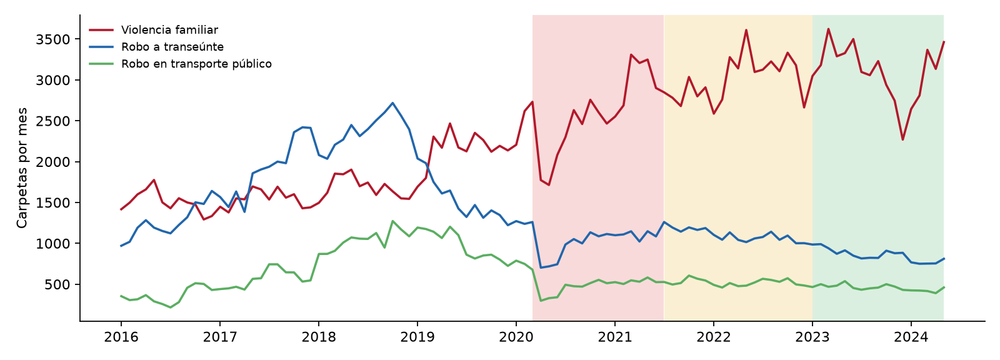 Violencia familiar
Robo a transeúnte
Robo en transporte público
Carpetas por mes
3500
3000
2500
2000
1500
1000
500
2016 2017 2018 2019 2020 2021 2022 2023 2024